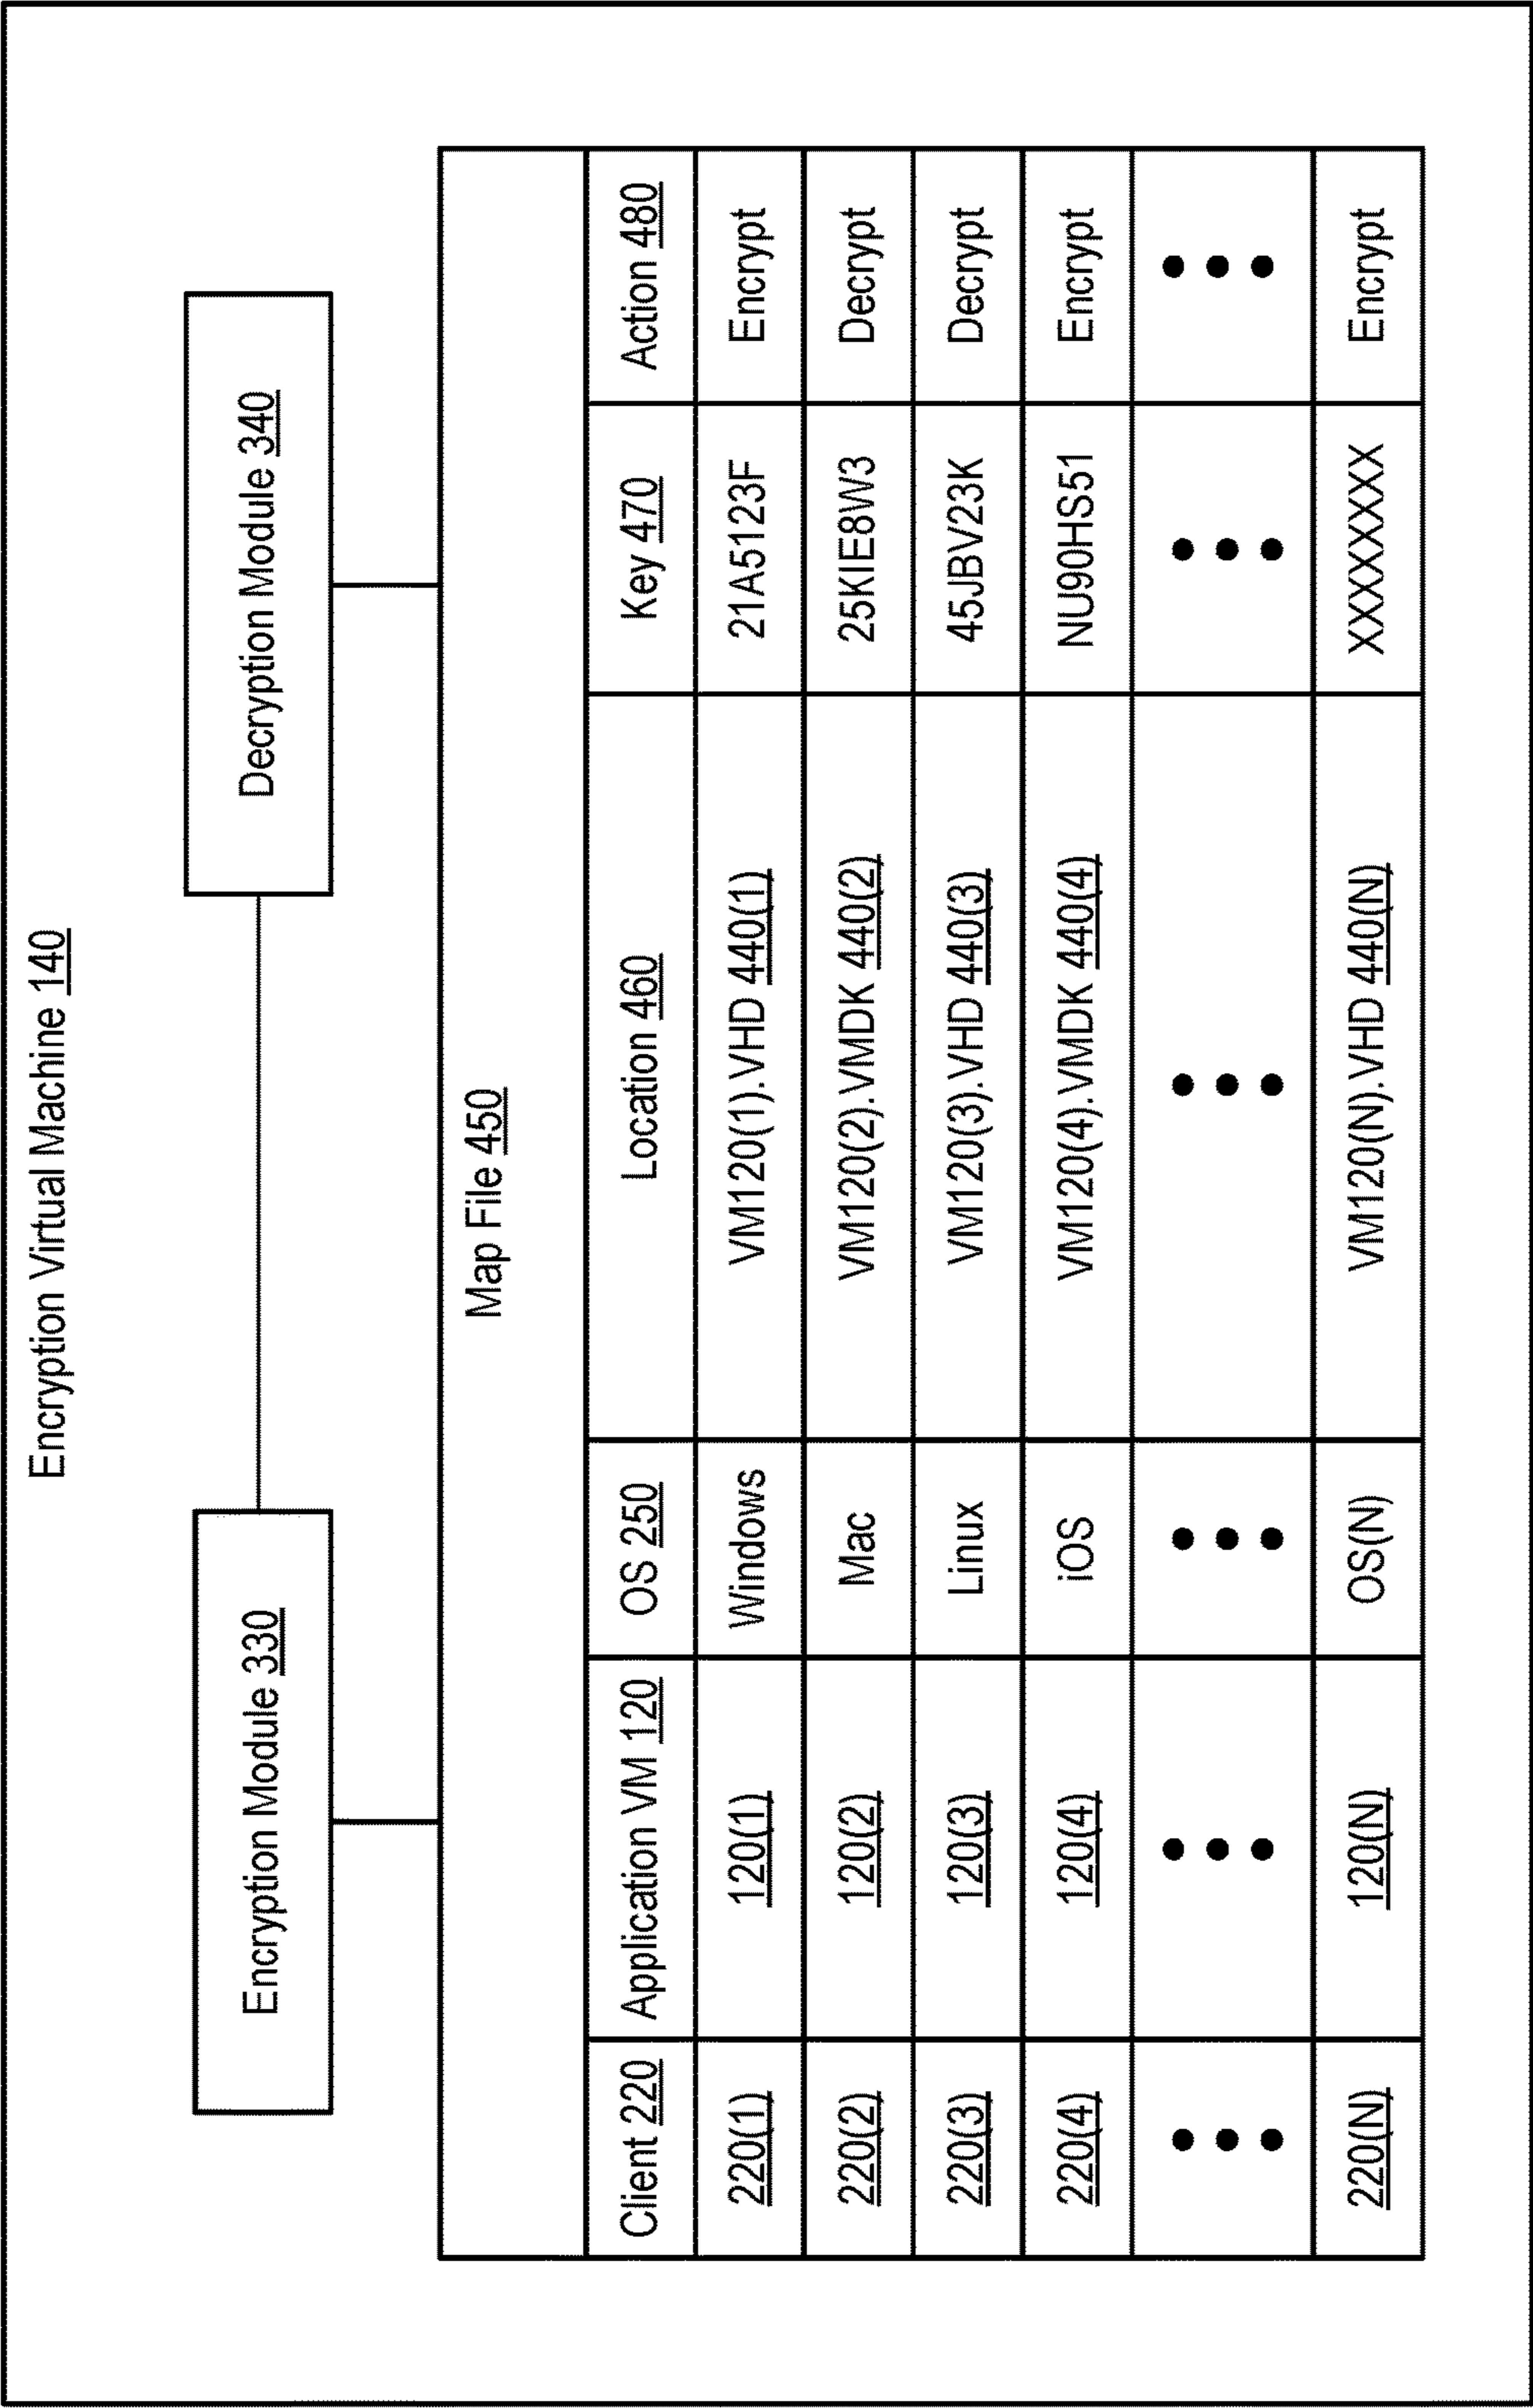 Encryption Virtual Machine 140
Encryption Module 330
Decryption Module 340
Map File 450
Client 220 Application VM 120 OS 250 Location 460 Key 470 Action 480
220(1) 120(1) Windows VM120(1).VHD 440(1) 21A5123F Encrypt
220(2) 120(2) Mac VM120(2).VMDK 440(2) 25KIE8W3 Decrypt
220(3) 120(3) Linux VM120(3).VHD 440(3) 45JBV23K Decrypt
220(4) 120(4) iOS VM120(4).VMDK 440(4) NU90HS51 Encrypt
220(N) 120(N) OS(N) VM120(N).VHD 440(N) XXXXXXXX Encrypt